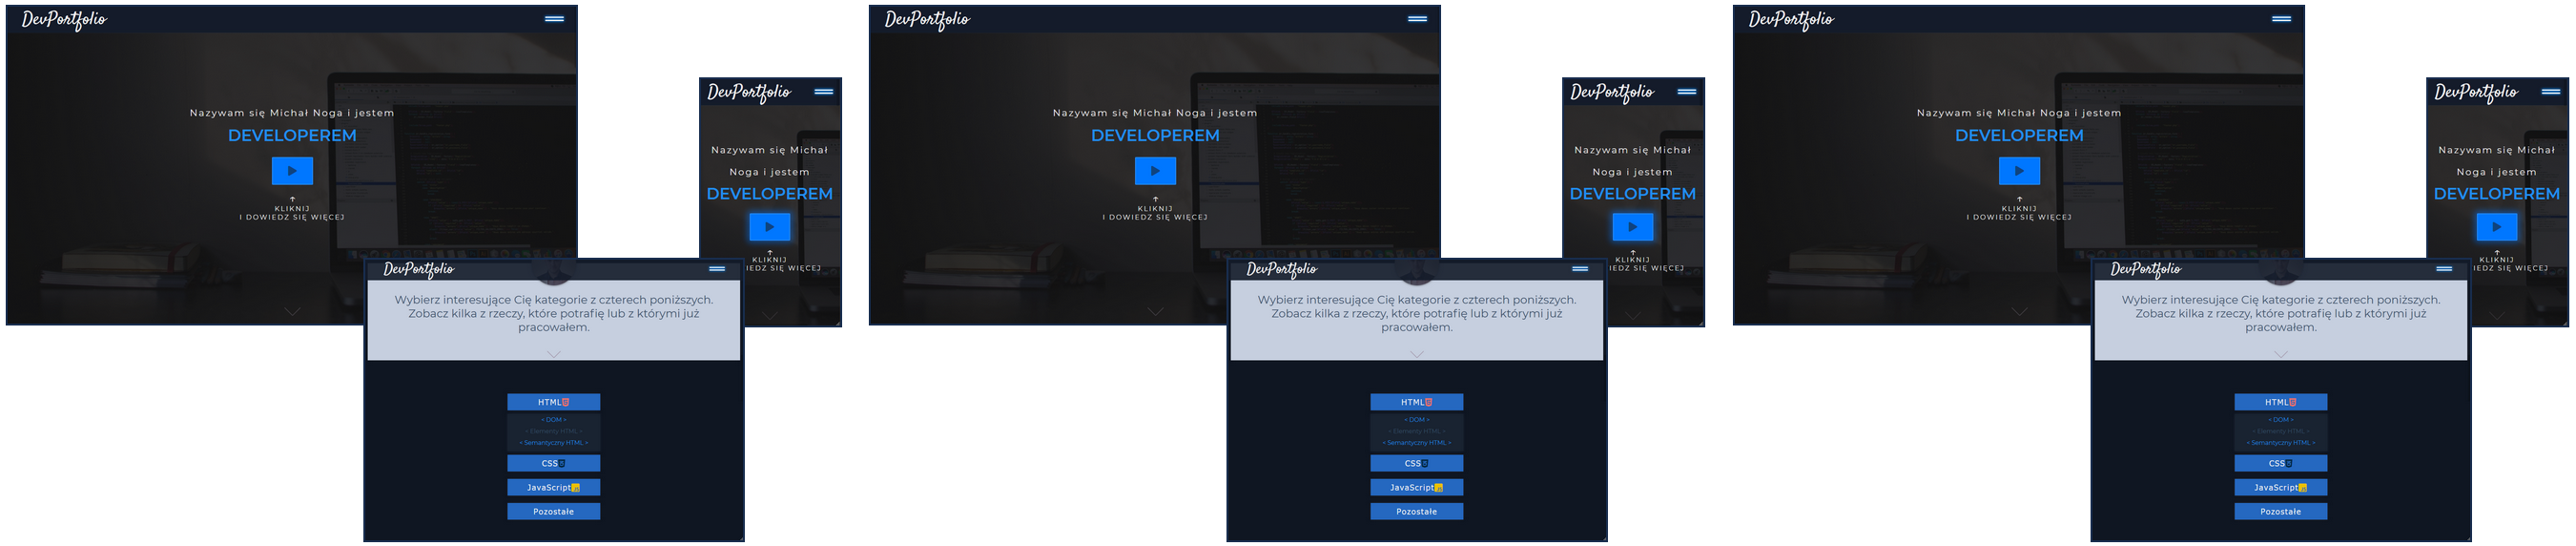 DevPortfolio
Nazywam się Michał Noga i jestem
DEVELOPEREM
KLIKNIJ
I DOWIEDZ SIĘ WIĘCEJ
DevPortfolio
Nazywam się Michał
Noga i jestem
DEVELOPEREM
KLIKNIJ
IEDZ SIĘ WIĘCEJ
DevPortfolio
Wybierz interesujące Cię kategorie z czterech poniższych.
Zobacz kilka z rzeczy, które potrafię lub z którymi już
pracowałem.
HTML
< DOM >
< Elementy HTML >
< Semantyczny HTML >
CSS
JavaScript
Pozostałe
DevPortfolio
Nazywam się Michał Noga i jestem
DEVELOPEREM
KLIKNIJ
I DOWIEDZ SIĘ WIĘCEJ
DevPortfolio
Nazywam się Michał
Noga i jestem
DEVELOPEREM
KLIKNIJ
IEDZ SIĘ WIĘCEJ
DevPortfolio
Wybierz interesujące Cię kategorie z czterech poniższych.
Zobacz kilka z rzeczy, które potrafię lub z którymi już
pracowałem.
HTML
< DOM >
< Elementy HTML >
< Semantyczny HTML >
CSS
JavaScript
Pozostałe
DevPortfolio
Nazywam się Michał Noga i jestem
DEVELOPEREM
KLIKNIJ
I DOWIEDZ SIĘ WIĘCEJ
DevPortfolio
Nazywam się Michał
Noga i jestem
DEVELOPEREM
KLIKNIJ
IEDZ SIĘ WIĘCEJ
DevPortfolio
Wybierz interesujące Cię kategorie z czterech poniższych.
Zobacz kilka z rzeczy, które potrafię lub z którymi już
pracowałem.
HTML
< DOM >
< Elementy HTML >
< Semantyczny HTML >
CSS
JavaScript
Pozostałe